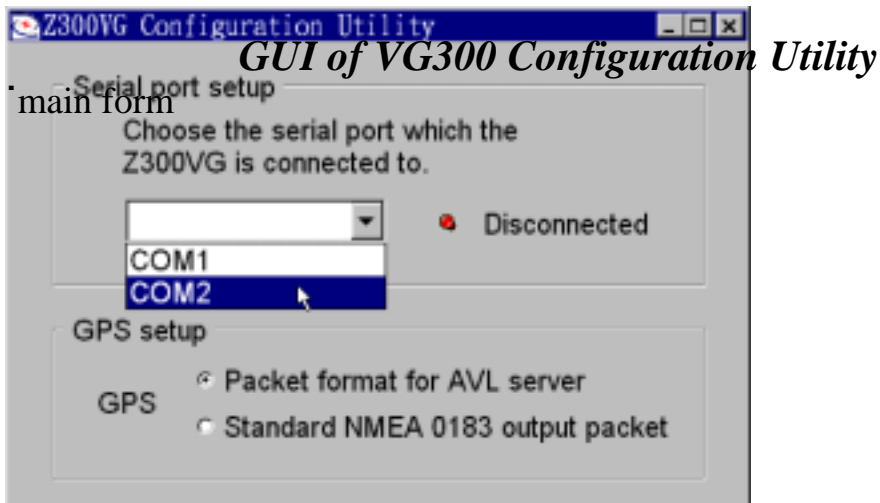 Z300VG Configuration Utility
GUI of VG300 Configuration Utility
Serial port setup
main form
Choose the serial port which the
Z300VG is connected to.
Disconnected
COM1
COM2
GPS setup
GPS
Packet format for AVL server
Standard NMEA 0183 output packet